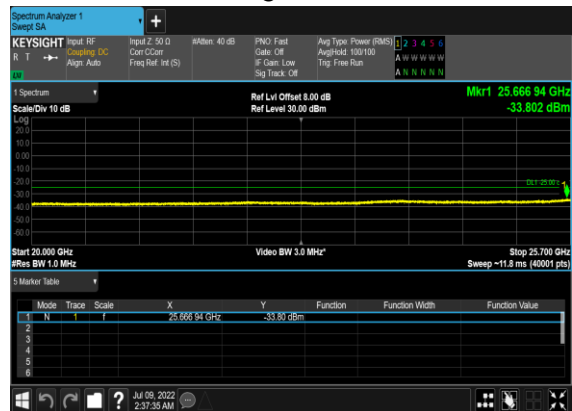 Spectrum Analyzer 1
Swept SA
+
KEYSIGHT Input: RF Input Z: 50 Ω #Atten: 40 dB PNO: Fast Avg Type: Power (RMS) 1 2 3 4 5 6
R T Coupling: DC Corr CCorr Gate: Off Avg|Hold: 100/100 A W W W W W
Align: Auto Freq Ref: Int (S) IF Gain: Low Trig: Free Run
Sig Track: Off A N N N N N
1 Spectrum Ref Lvl Offset 8.00 dB Mkr1 25.666 94 GHz
Scale/Div 10 dB Ref Level 30.00 dBm -33.802 dBm
Log
20.0
10.0
0.00
-10.0
-20.0
-30.0
-40.0
-50.0
-60.0
1
Start 20.000 GHz Video BW 3.0 MHz* Stop 25.700 GHz
#Res BW 1.0 MHz Sweep ~11.8 ms (40001 pts)
5 Marker Table
Mode Trace Scale X Y Function Function Width Function Value
1 N 1 f 25.666 94 GHz -33.80 dBm
2
3
4
5
6
? Jul 09, 2022
2:37:35 AM